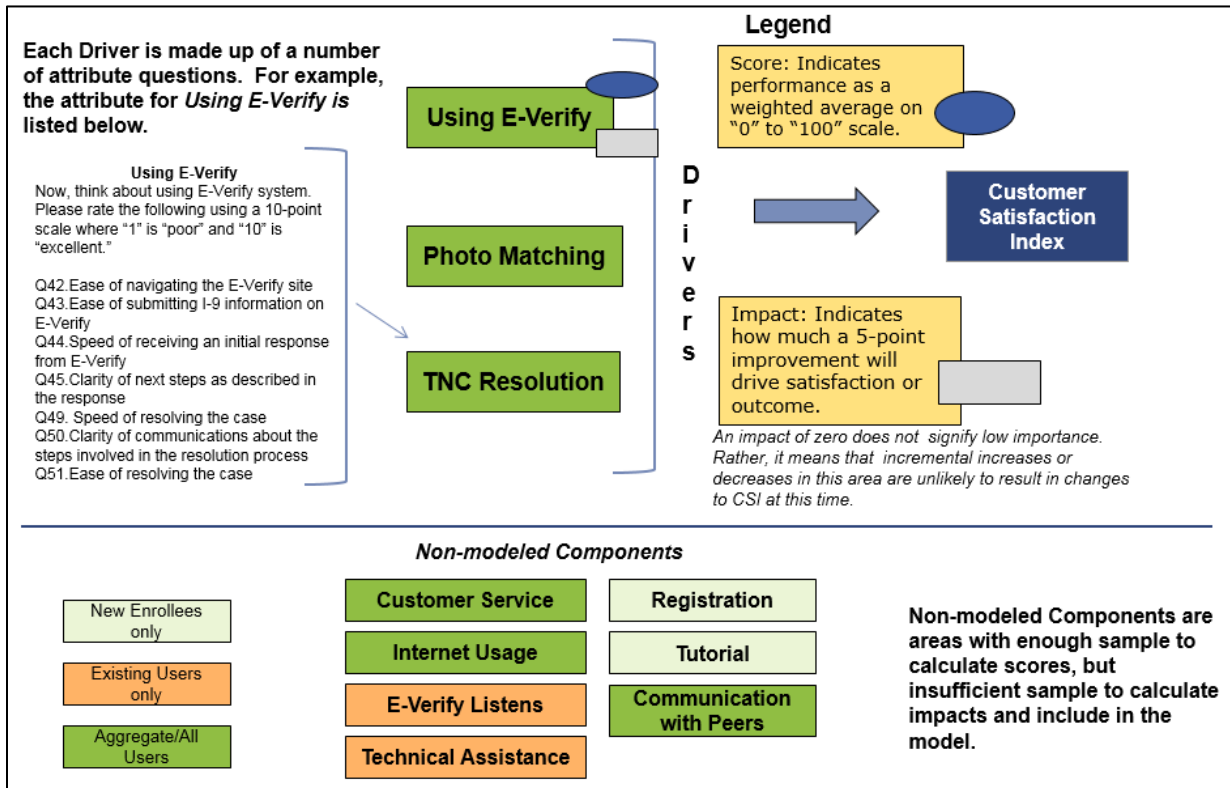 Each Driver is made up of a number
of attribute questions.  For example,
the attribute for Using E-Verify is
listed below.
Using E-Verify
Now, think about using E-Verify system.
Please rate the following using a 10-point
scale where “1” is “poor” and “10” is
“excellent.”
Q42.Ease of navigating the E-Verify site
Q43.Ease of submitting I-9 information on
E-Verify
Q44.Speed of receiving an initial response
from E-Verify
Q45.Clarity of next steps as described in
the response
Q49. Speed of resolving the case
Q50.Clarity of communications about the
steps involved in the resolution process
Q51.Ease of resolving the case
Using E-Verify
Photo Matching
TNC Resolution
Drivers
Legend
Score: Indicates
performance as a
weighted average on
“0” to “100” scale.
Customer
Satisfaction
Index
Impact: Indicates
how much a 5-point
improvement will
drive satisfaction or
outcome.
An impact of zero does not  signify low importance.
Rather, it means that  incremental increases or
decreases in this area are unlikely to result in changes
to CSI at this time.
Non-modeled Components
New Enrollees
only
Existing Users
only
Aggregate/All
Users
Customer Service
Internet Usage
E-Verify Listens
Technical Assistance
Registration
Tutorial
Communication
with Peers
Non-modeled Components are
areas with enough sample to
calculate scores, but
insufficient sample to calculate
impacts and include in the
model.